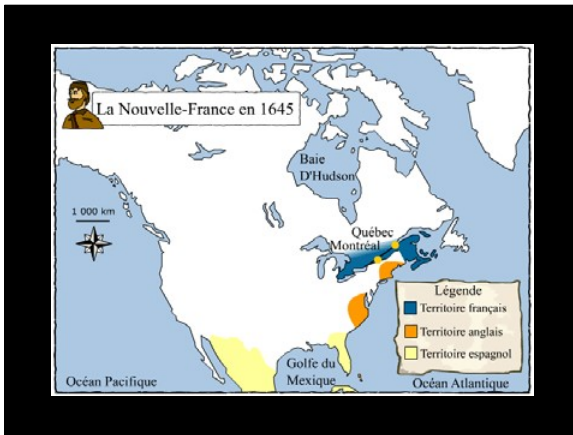 La Nouvelle-France en 1645
Baie
D'Hudson
1 000 km
Québec
Montréal
Légende
Territoire français
Territoire anglais
Territoire espagnol
Golfe du
Mexique
Océan Pacifique
Océan Atlantique